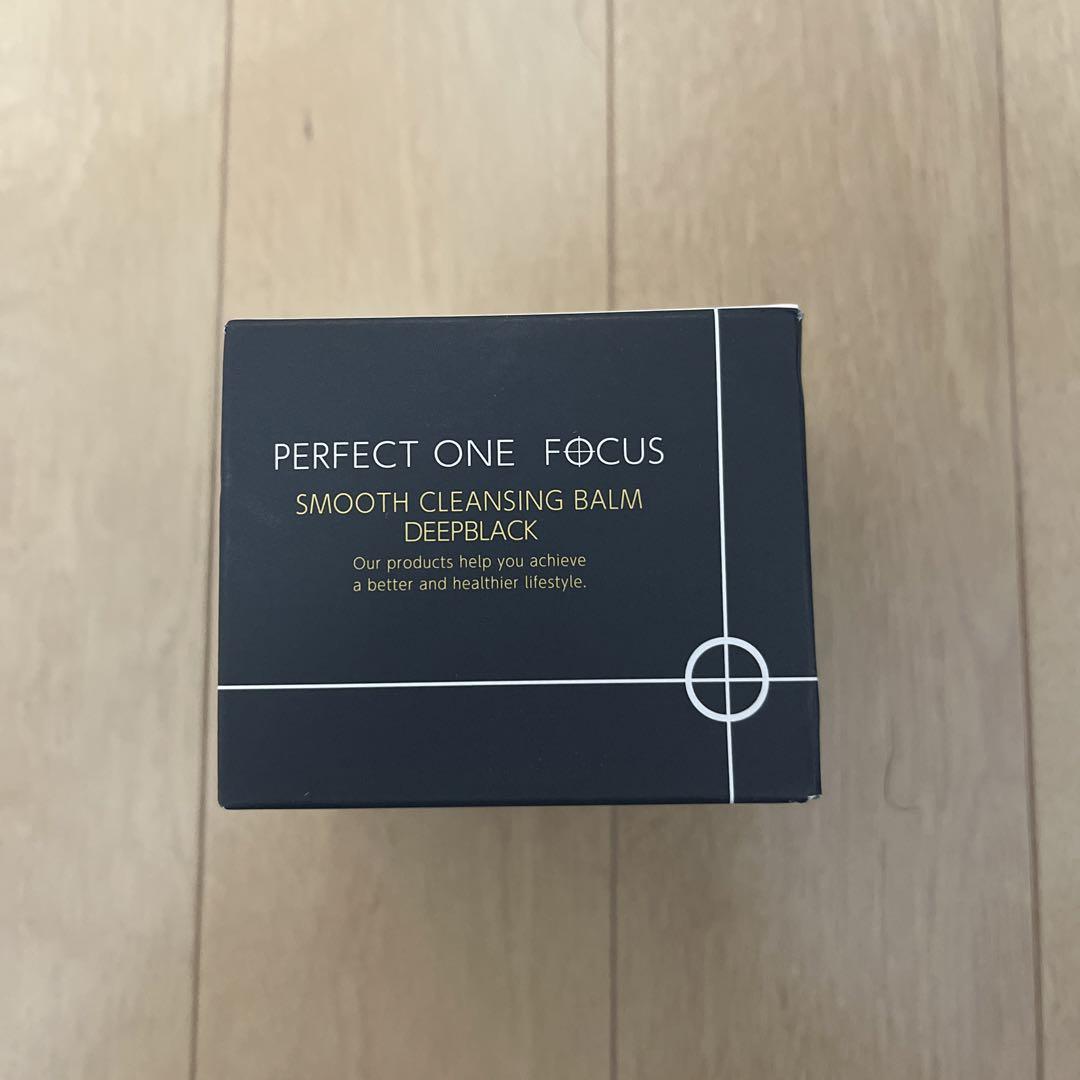 PERFECT ONE FOCUS
SMOOTH CLEANSING BALM
DEEPBLACK
Our products help you achieve
a better and healthier lifestyle.